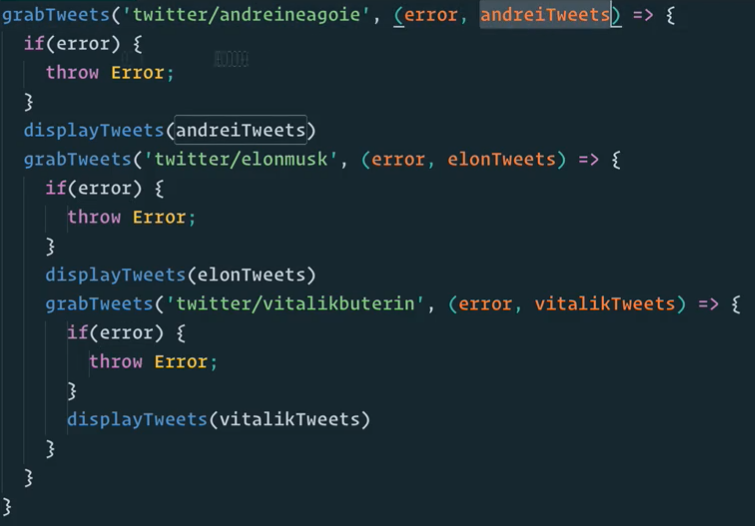 grabTweets('twitter/andreineagoie', (error, andreiTweets) => {
  if(error) {
    throw Error;
  }
  displayTweets(andreiTweets)
  grabTweets('twitter/elonmusk', (error, elonTweets) => {
    if(error) {
      throw Error;
    }
    displayTweets(elonTweets)
    grabTweets('twitter/vitalikbuterin', (error, vitalikTweets) => {
      if(error) {
        throw Error;
      }
      displayTweets(vitalikTweets)
    }
  }
}